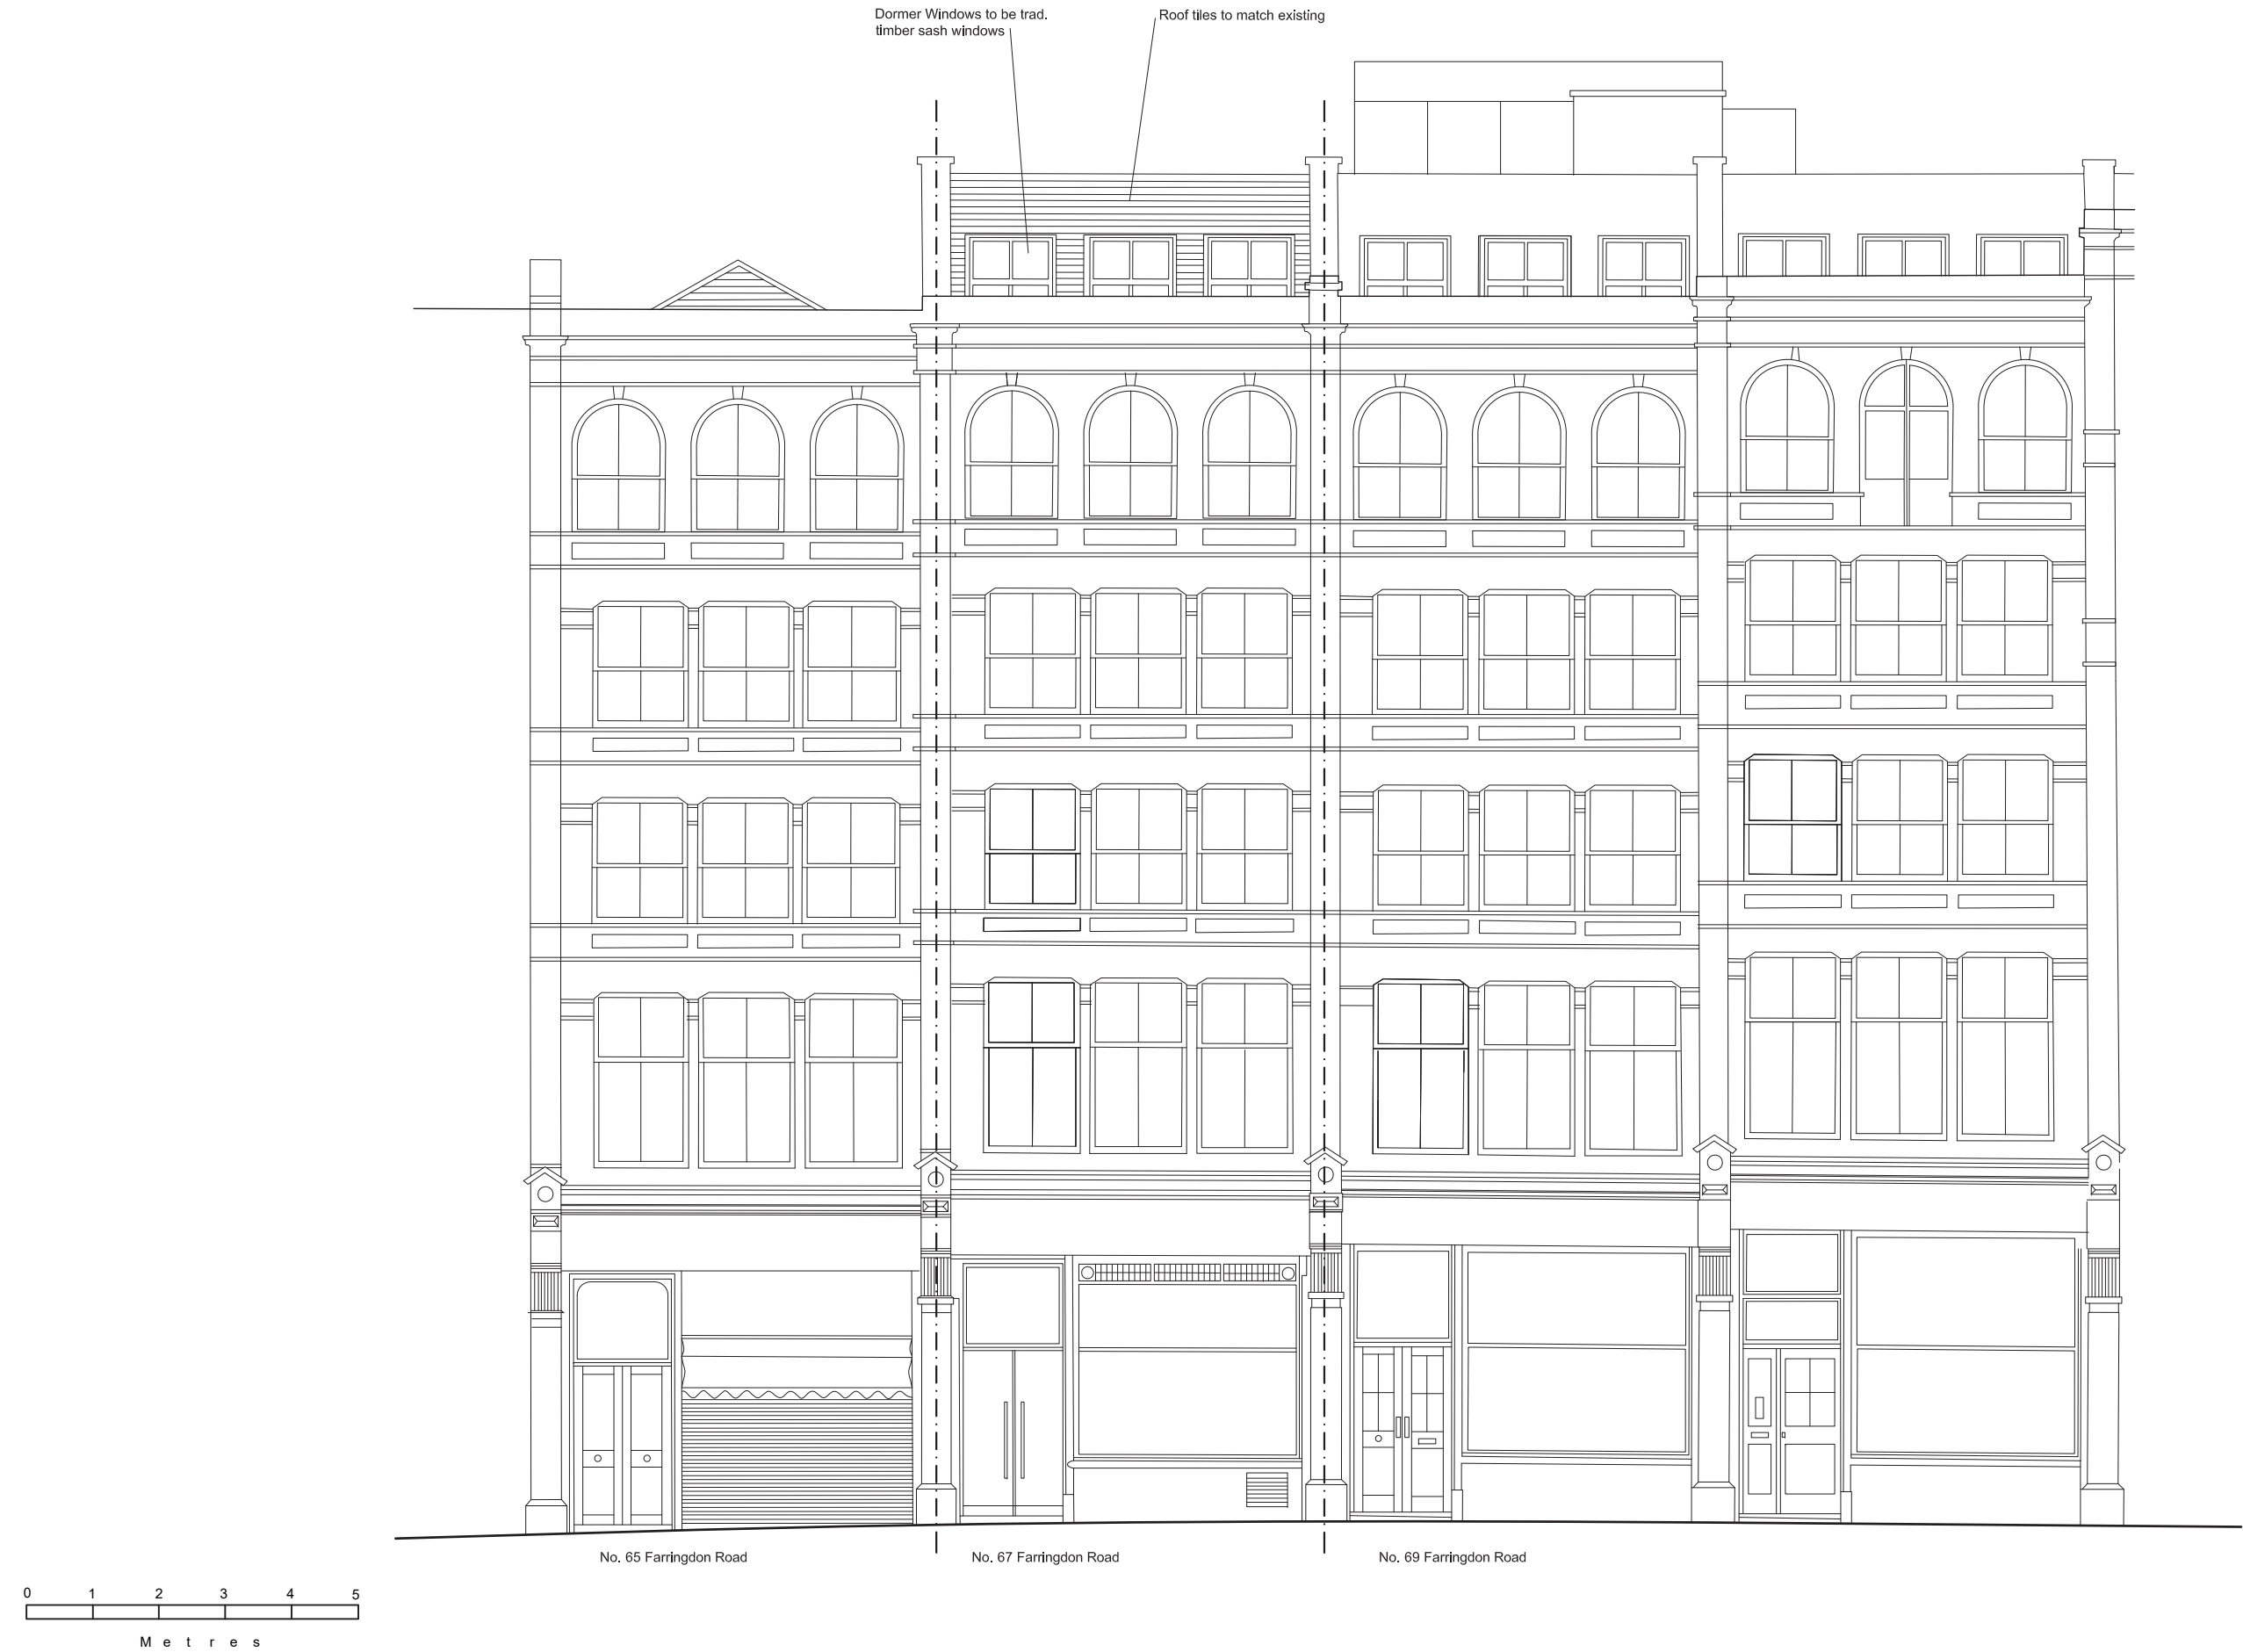 Dormer Windows to be trad.
timber sash windows
Roof tiles to match existing
No. 65 Farringdon Road
No. 67 Farringdon Road
No. 69 Farringdon Road
0 1 2 3 4 5
Metres